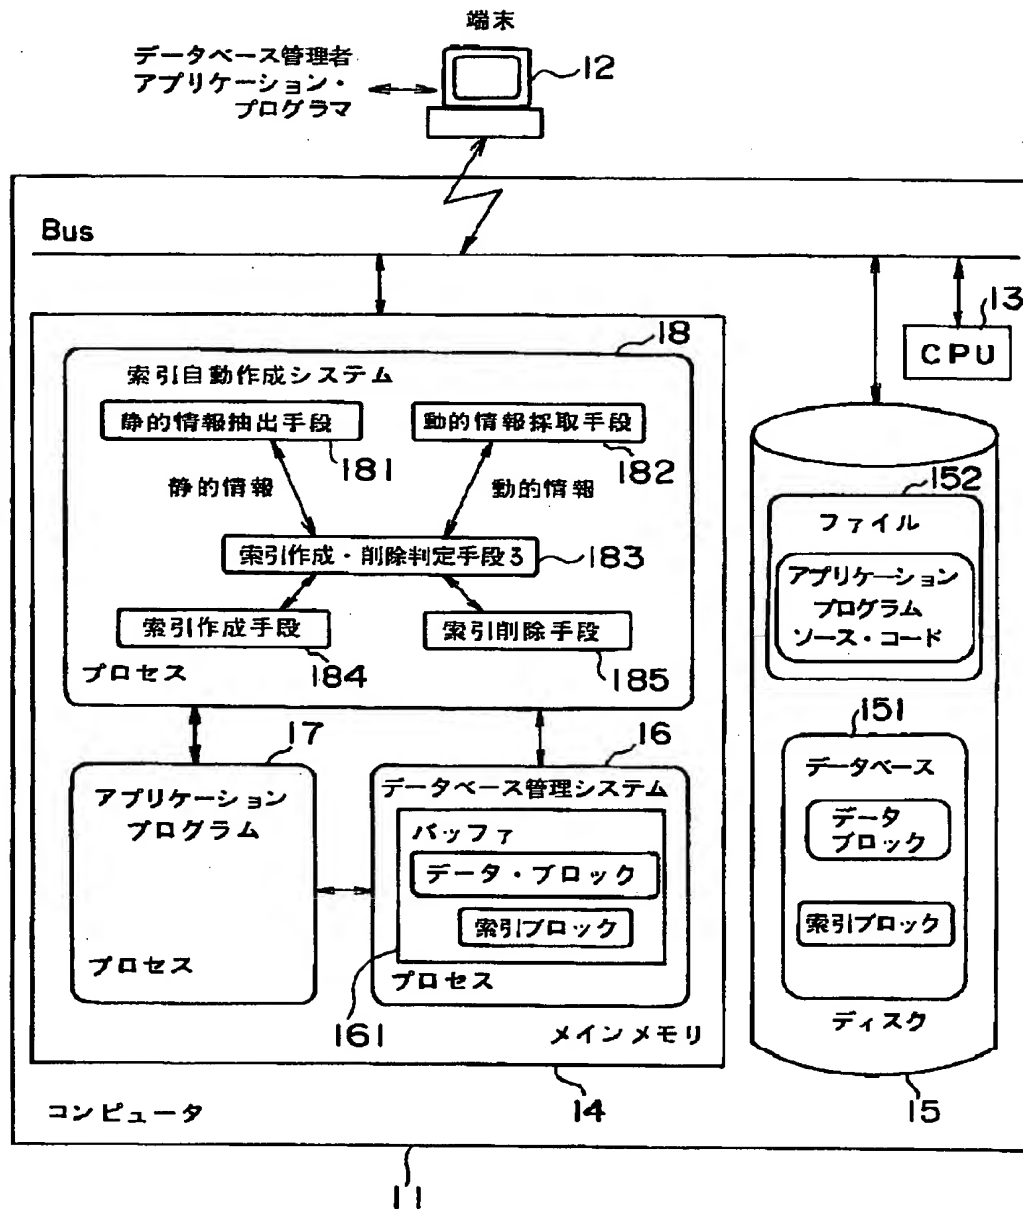 端末
データベース管理者
アプリケーション・
プログラマ
12
Bus
13
CPU
18
索引自動作成システム
静的情報抽出手段
動的情報採取手段
181
182
静的情報
動的情報
索引作成・削除判定手段る
183
索引作成手段
索引削除手段
184
185
プロセス
152
ファイル
アプリケーション
プログラム
ソース・コード
17
アプリケーション
プログラム
プロセス
16
データベース管理システム
バッファ
データ・ブロック
索引ブロック
プロセス
161
メインメモリ
151
データベース
データ
ブロック
索引ブロック
ディスク
コンピュータ
14
15
11